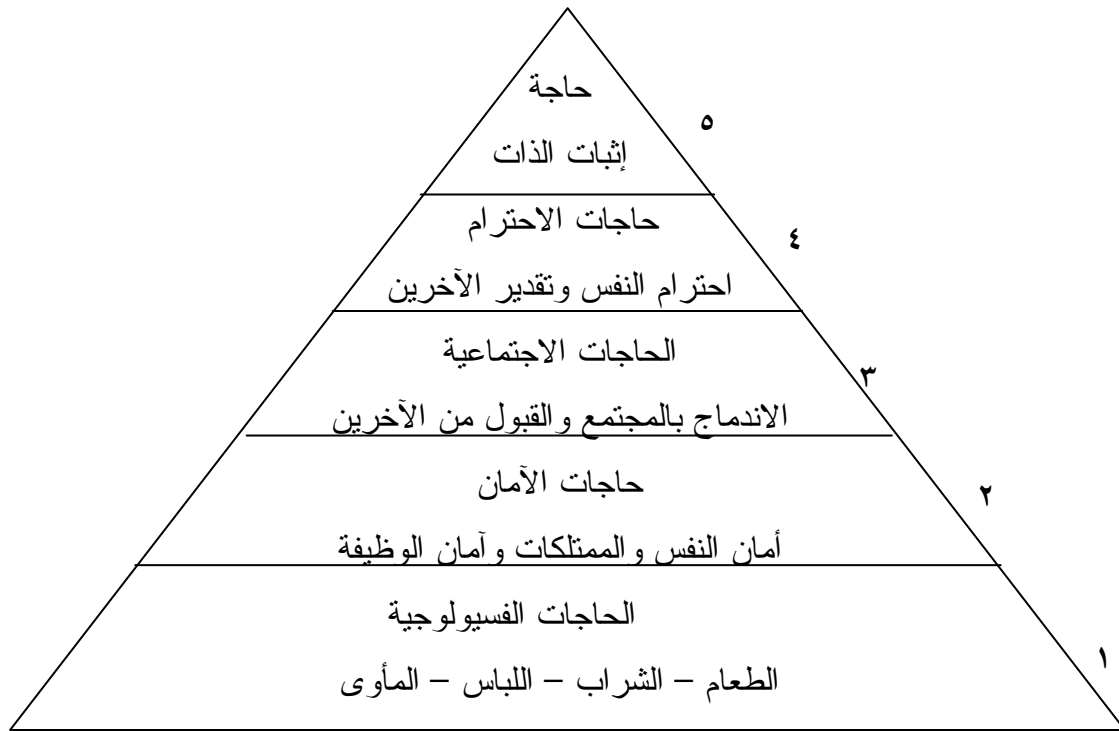 حاجة
٥
إثبات الذات
حاجات الاحترام
٤
احترام النفس وتقدير الآخرين
الحاجات الاجتماعية
٣
الاندماج بالمجتمع والقبول من الآخرين
حاجات الآمان
٢
أمان النفس والممتلكات وآمان الوظيفة
الحاجات الفسيولوجية
١
الطعام – الشراب – اللباس – المأوى